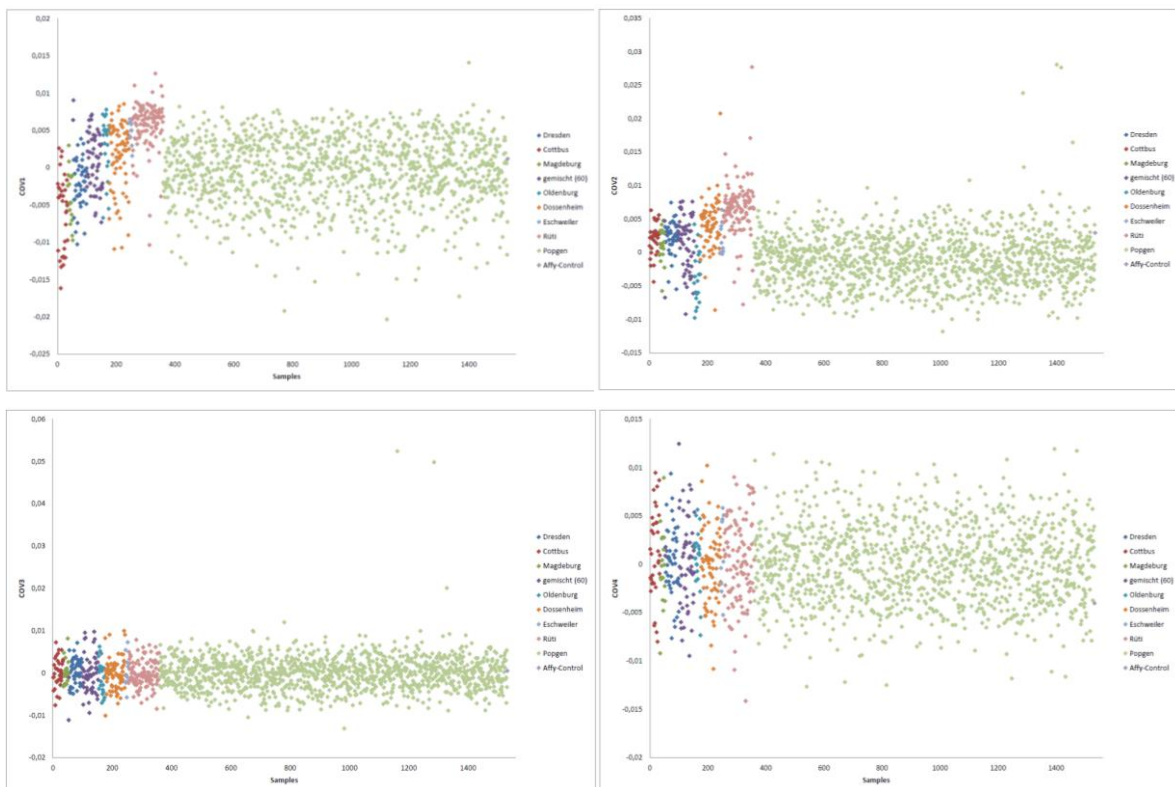 0,02
0,015
0,01
0,005
0
-0,005
-0,01
-0,015
-0,02
-0,025
COV1
0 200 400 600 800 1000 1200 1400
Samples
Dresden
Cottbus
Magdeburg
gemischt (60)
Oldenburg
Dossenheim
Eschweiler
Rüti
Popgen
Affy-Control
0,035
0,03
0,025
0,02
0,015
0,01
0,005
0
-0,005
-0,01
-0,015
COV2
0 200 400 600 800 1000 1200 1400
Samples
Dresden
Cottbus
Magdeburg
gemischt (60)
Oldenburg
Dossenheim
Eschweiler
Rüti
Popgen
Affy-Control
0,06
0,05
0,04
0,03
0,02
0,01
0
-0,01
-0,02
COV3
0 200 400 600 800 1000 1200 1400
Samples
Dresden
Cottbus
Magdeburg
gemischt (60)
Oldenburg
Dossenheim
Eschweiler
Rüti
Popgen
Affy-Control
0,015
0,01
0,005
0
-0,005
-0,01
-0,015
-0,02
COV4
0 200 400 600 800 1000 1200 1400
Samples
Dresden
Cottbus
Magdeburg
gemischt (60)
Oldenburg
Dossenheim
Eschweiler
Rüti
Popgen
Affy-Control